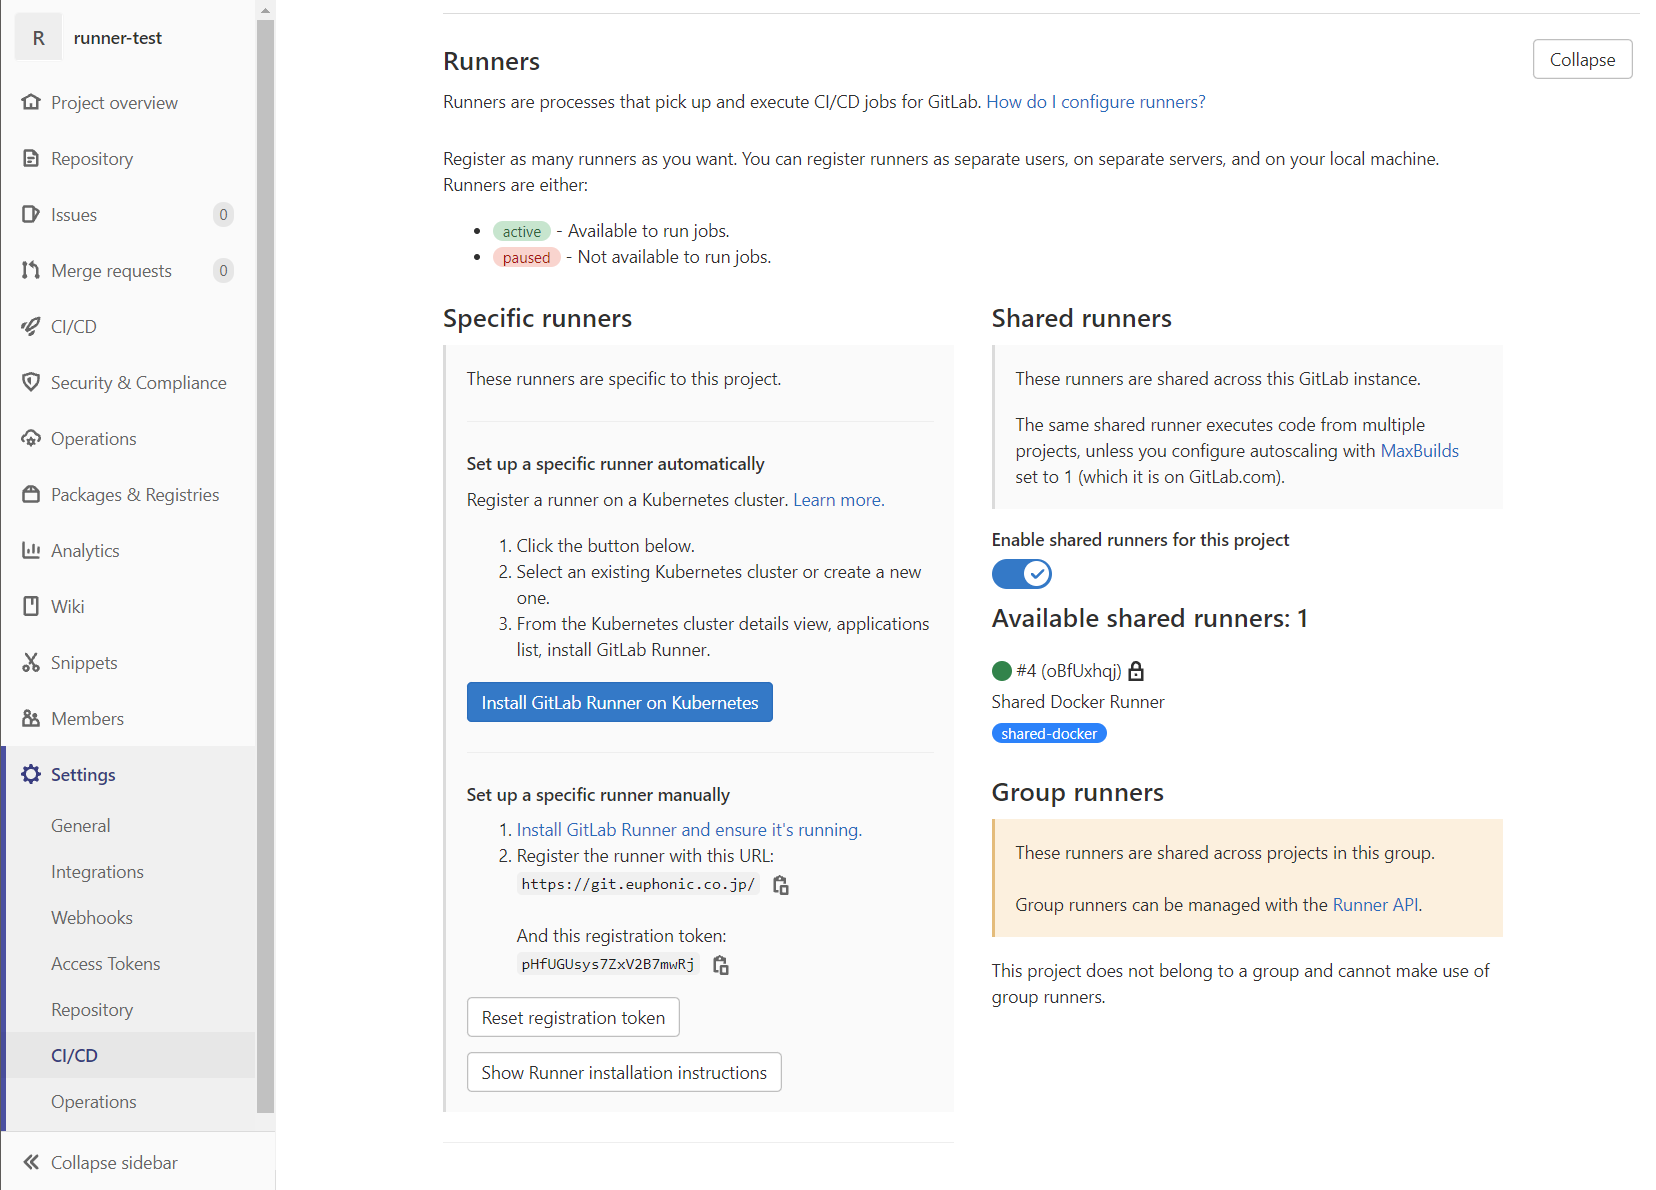 R runner-test
Project overview
Repository
Issues 0
Merge requests 0
CI/CD
Security & Compliance
Operations
Packages & Registries
Analytics
Wiki
Snippets
Members
Settings
General
Integrations
Webhooks
Access Tokens
Repository
CI/CD
Operations
Collapse sidebar
Runners
Collapse
Runners are processes that pick up and execute CI/CD jobs for GitLab. How do I configure runners?
Register as many runners as you want. You can register runners as separate users, on separate servers, and on your local machine.
Runners are either:
• active - Available to run jobs.
• paused - Not available to run jobs.
Specific runners
These runners are specific to this project.
Set up a specific runner automatically
Register a runner on a Kubernetes cluster. Learn more.
1. Click the button below.
2. Select an existing Kubernetes cluster or create a new
one.
3. From the Kubernetes cluster details view, applications
list, install GitLab Runner.
Install GitLab Runner on Kubernetes
Set up a specific runner manually
1. Install GitLab Runner and ensure it's running.
2. Register the runner with this URL:
https://git.euphonic.co.jp/
And this registration token:
pHfUGUsys7ZxV2B7mwRj
Reset registration token
Show Runner installation instructions
Shared runners
These runners are shared across this GitLab instance.
The same shared runner executes code from multiple
projects, unless you configure autoscaling with MaxBuilds
set to 1 (which it is on GitLab.com).
Enable shared runners for this project
Available shared runners: 1
#4 (oBfUxhqj)
Shared Docker Runner
shared-docker
Group runners
These runners are shared across projects in this group.
Group runners can be managed with the Runner API.
This project does not belong to a group and cannot make use of
group runners.